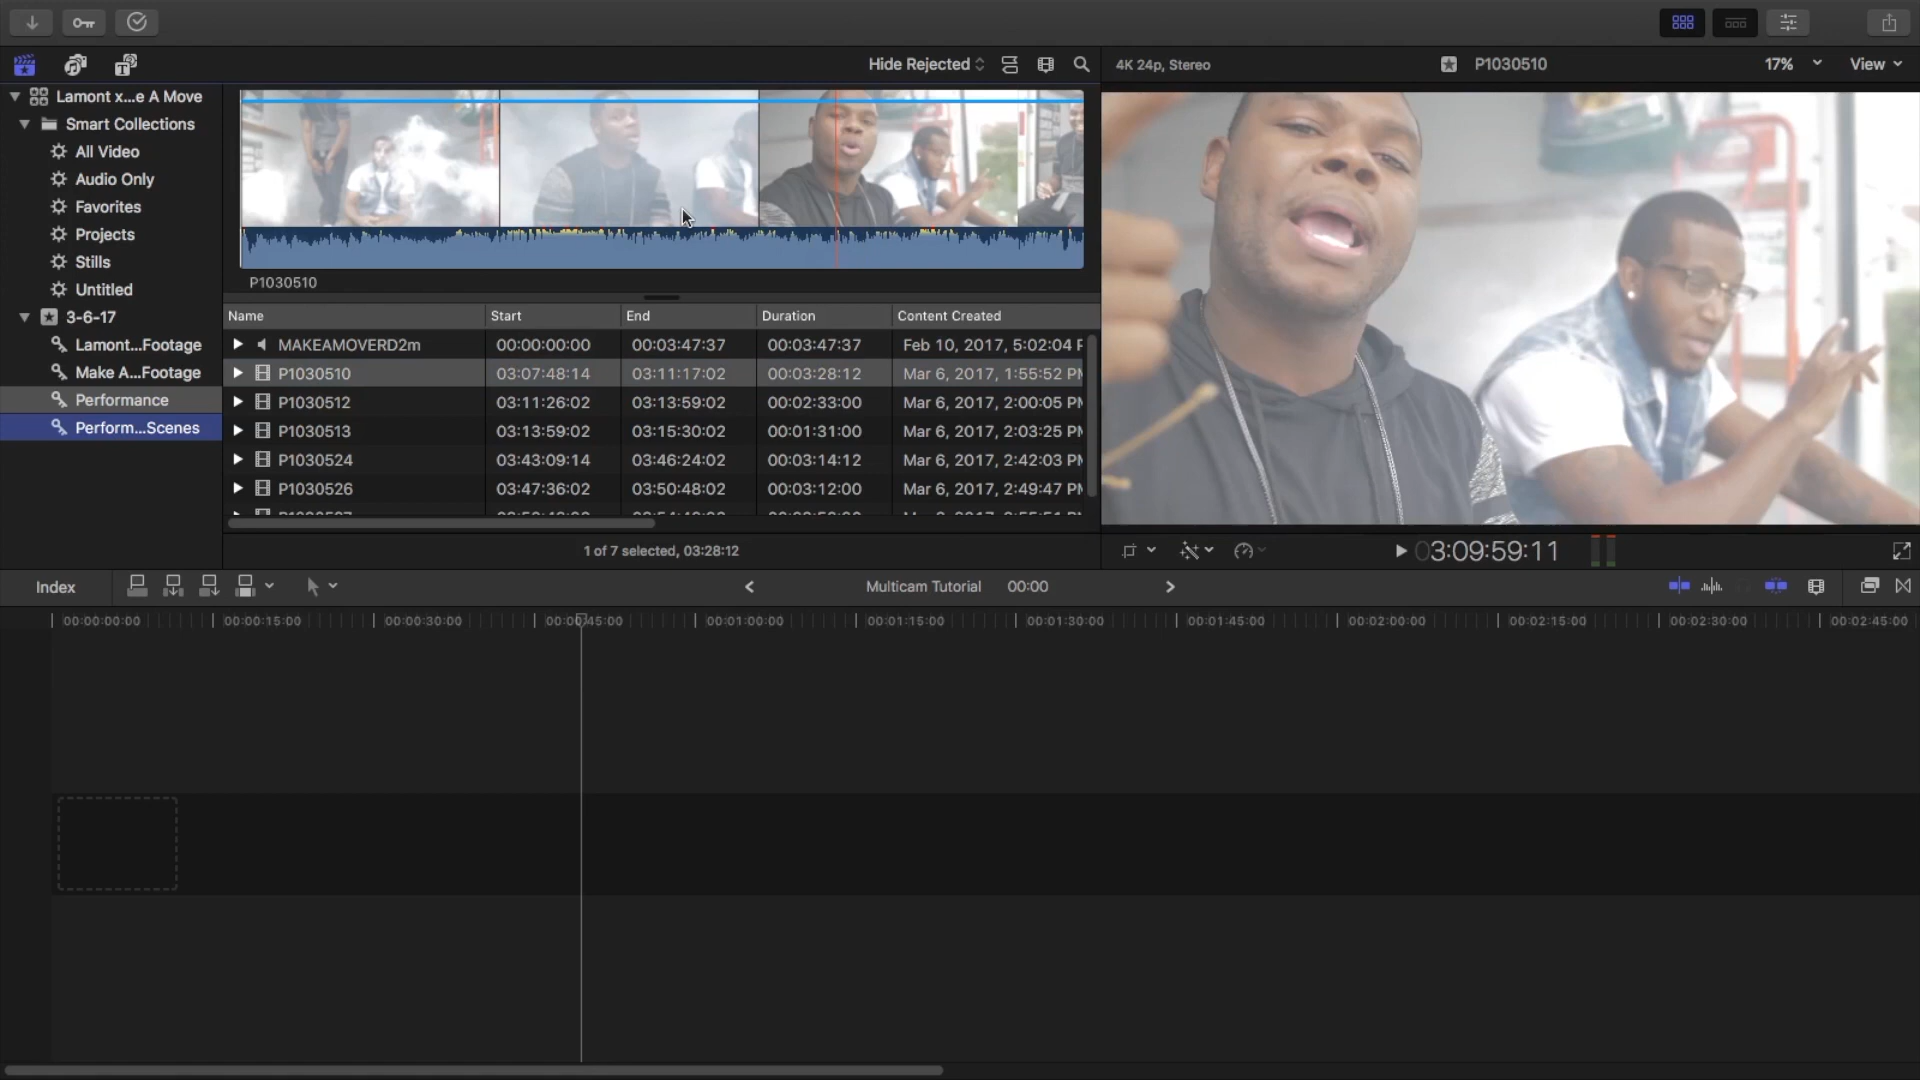 Hide Rejected
4K 24p, Stereo
P1030510
17%
View
Lamont x...e A Move
Smart Collections
All Video
Audio Only
Favorites
Projects
Stills
Untitled
3-6-17
Lamont...Footage
Make A...Footage
Performance
Perform...Scenes
P1030510
Name Start End Duration Content Created
MAKEAMOVERD2m 00:00:00:00 00:03:47:37 00:03:47:37 Feb 10, 2017, 5:02:04 P
P1030510 03:07:48:14 03:11:17:02 00:03:28:12 Mar 6, 2017, 1:55:52 PM
P1030512 03:11:26:02 03:13:59:02 00:02:33:00 Mar 6, 2017, 2:00:05 PM
P1030513 03:13:59:02 03:15:30:02 00:01:31:00 Mar 6, 2017, 2:03:25 PM
P1030524 03:43:09:14 03:46:24:02 00:03:14:12 Mar 6, 2017, 2:42:03 PM
P1030526 03:47:36:02 03:50:48:02 00:03:12:00 Mar 6, 2017, 2:49:47 PM
1 of 7 selected, 03:28:12
03:09:59:11
Index
Multicam Tutorial 00:00
00:00:00:00 00:00:15:00 00:00:30:00 00:00:45:00 00:01:00:00 00:01:15:00 00:01:30:00 00:01:45:00 00:02:00:00 00:02:15:00 00:02:30:00 00:02:45:00